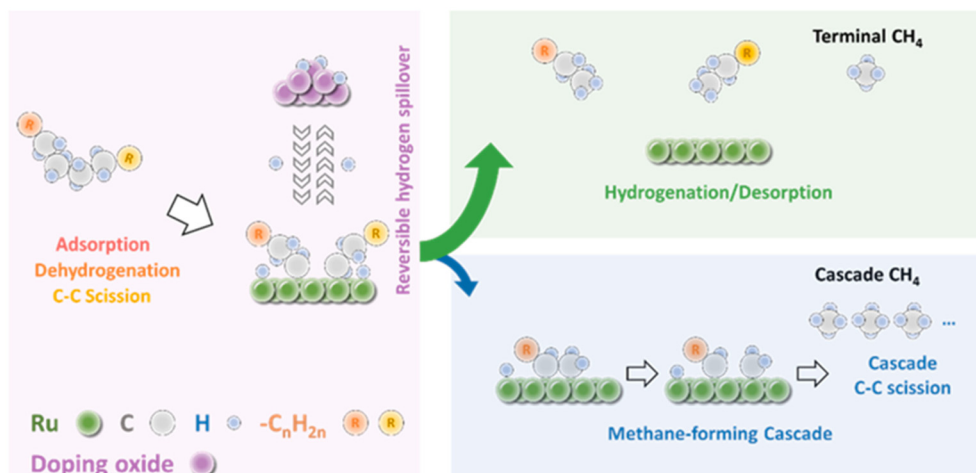 R
R
Adsorption
Dehydrogenation
C-C Scission
R
R
Reversible hydrogen spillover
Ru C H -CnH2n R R
Doping oxide
R
R
Terminal CH4
Hydrogenation/Desorption
Cascade CH4
...
R
R
Cascade
C-C scission
Methane-forming Cascade